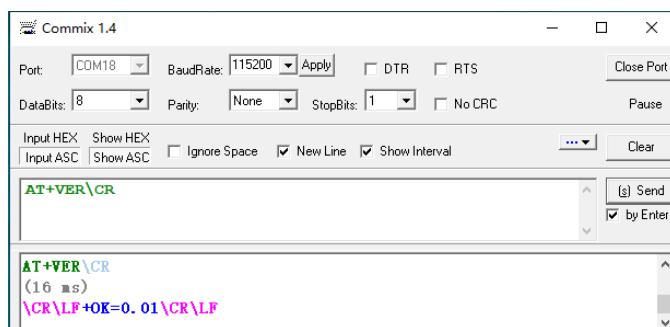 Commix 1.4
Port: COM18 BaudRate: 115200 Apply DTR RTS Close Port
DataBits: 8 Parity: None StopBits: 1 No CRC Pause
Input HEX Show HEX
Input ASC Show ASC Ignore Space New Line Show Interval ... Clear
AT+VER\CR
(s) Send
by Enter
AT+VER\CR
(16 ms)
\CR\LF+OK=0.01\CR\LF